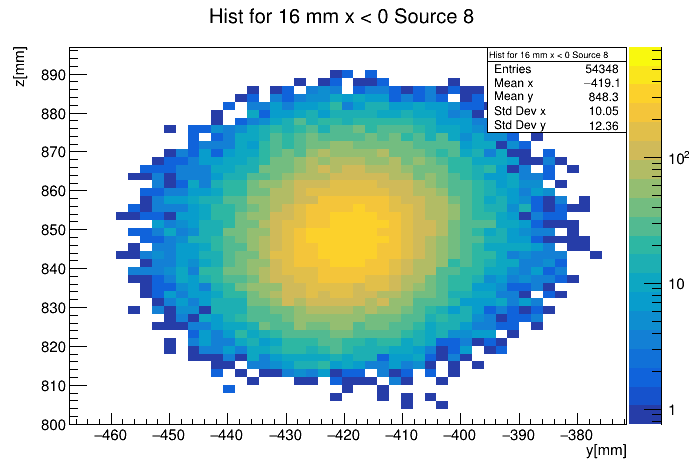 Hist for 16 mm x < 0 Source 8
z[mm]
Hist for 16 mm x < 0 Source 8
Entries 54348
Mean x −419.1
Mean y 848.3
Std Dev x 10.05
Std Dev y 12.36
890
880
870
860
850
840
830
820
810
800
10²
10
1
−460 −450 −440 −430 −420 −410 −400 −390 −380
y[mm]